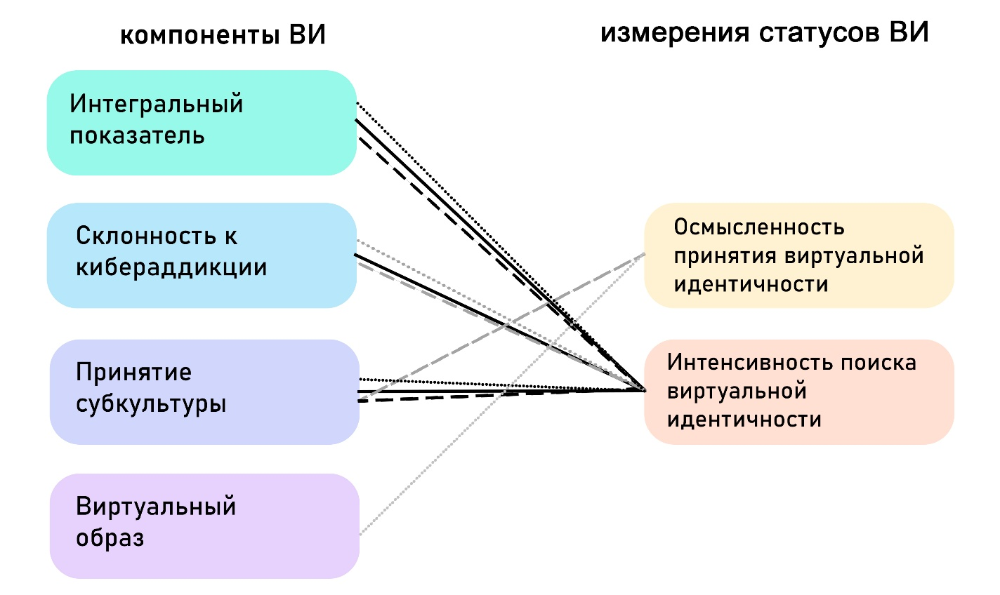 компоненты ВИ
измерения статусов ВИ
Интегральный
показатель
Склонность к
кибераддикции
Принятие
субкультуры
Виртуальный
образ
Осмысленность
принятия виртуальной
идентичности
Интенсивность поиска
виртуальной
идентичности